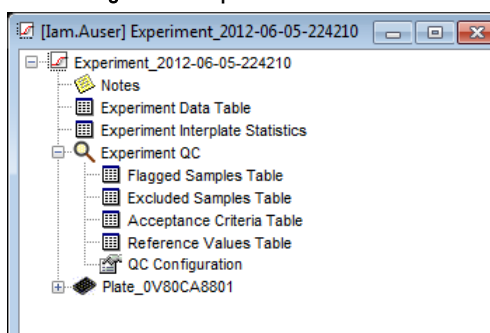 [Iam.Auser] Experiment_2012-06-05-224210
Experiment_2012-06-05-224210
Notes
Experiment Data Table
Experiment Interplate Statistics
Experiment QC
Flagged Samples Table
Excluded Samples Table
Acceptance Criteria Table
Reference Values Table
QC Configuration
Plate_0V80CA8801